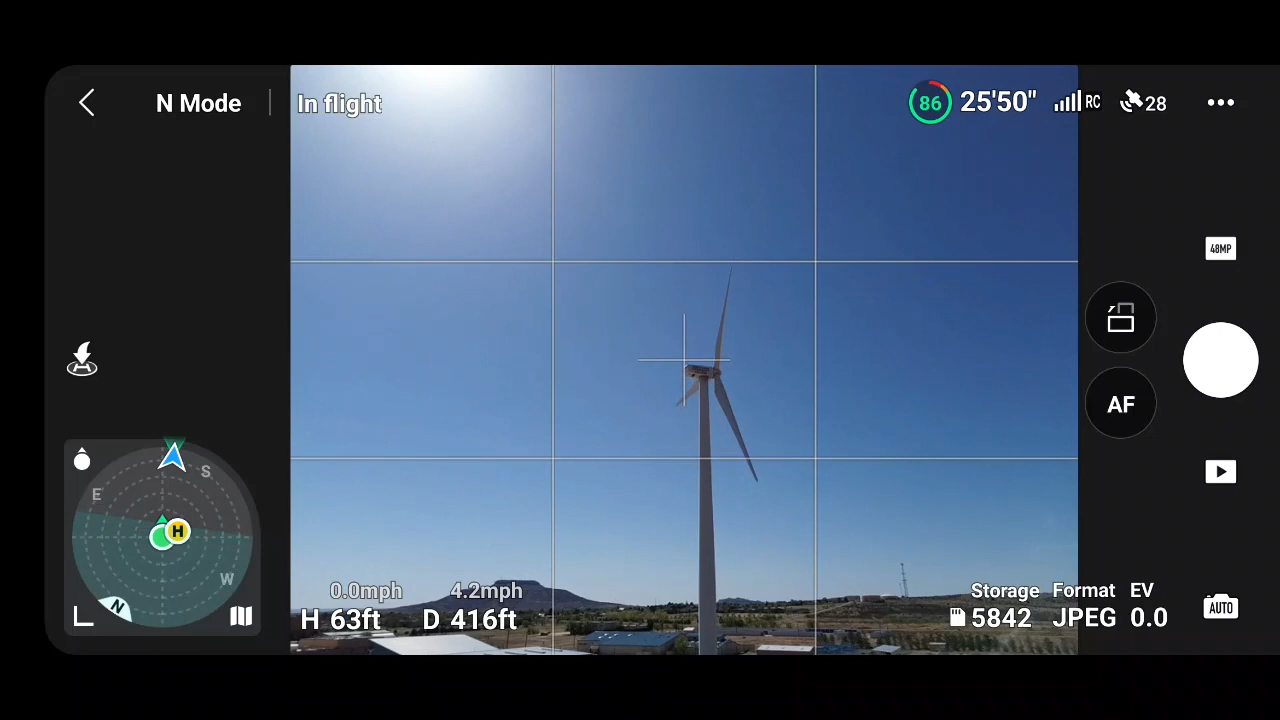 N Mode
In flight
86
25'50"
RC
28
48MP
AF
S
E
H
W
N
0.0mph
4.2mph
H 63ft
D 416ft
Storage
Format
EV
5842
JPEG
0.0
AUTO